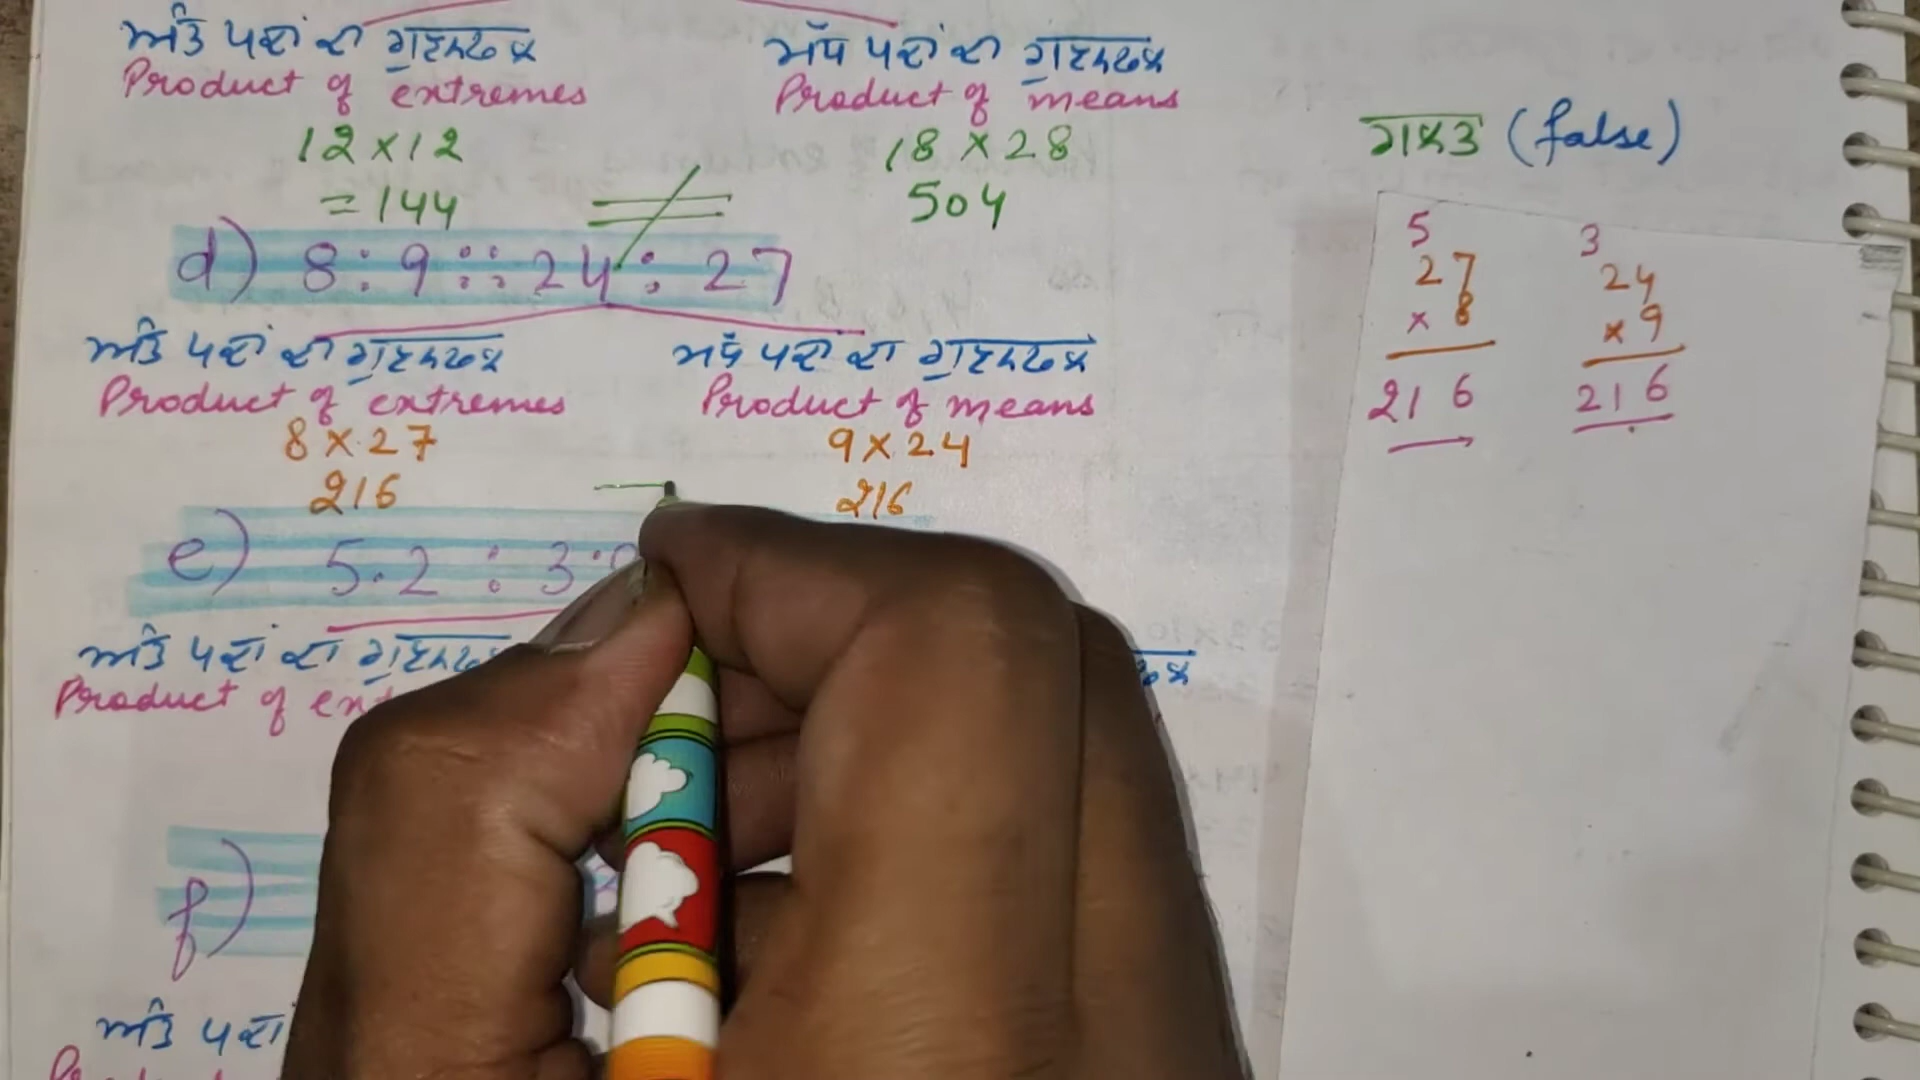 ਅੰਤ ਪਦਾਂ ਦਾ ਗੁਣਨਫਲ ਮੱਧ ਪਦਾਂ ਦਾ ਗੁਣਨਫਲ
Product of extremes Product of means
12 × 12 18 × 28
= 144 504
ਗਲਤ (false)
d) 8 : 9 :: 24 : 27
ਅੰਤ ਪਦਾਂ ਦਾ ਗੁਣਨਫਲ ਮੱਧ ਪਦਾਂ ਦਾ ਗੁਣਨਫਲ
Product of extremes Product of means
8 × 27 9 × 24
216 216
5 3
27 24
× 8 × 9
216 216
e) 5.2 : 3.
ਅੰਤ ਪਦਾਂ ਦਾ ਗੁਣਨਫਲ
Product of
f)
ਅੰਤ ਪਦਾਂ